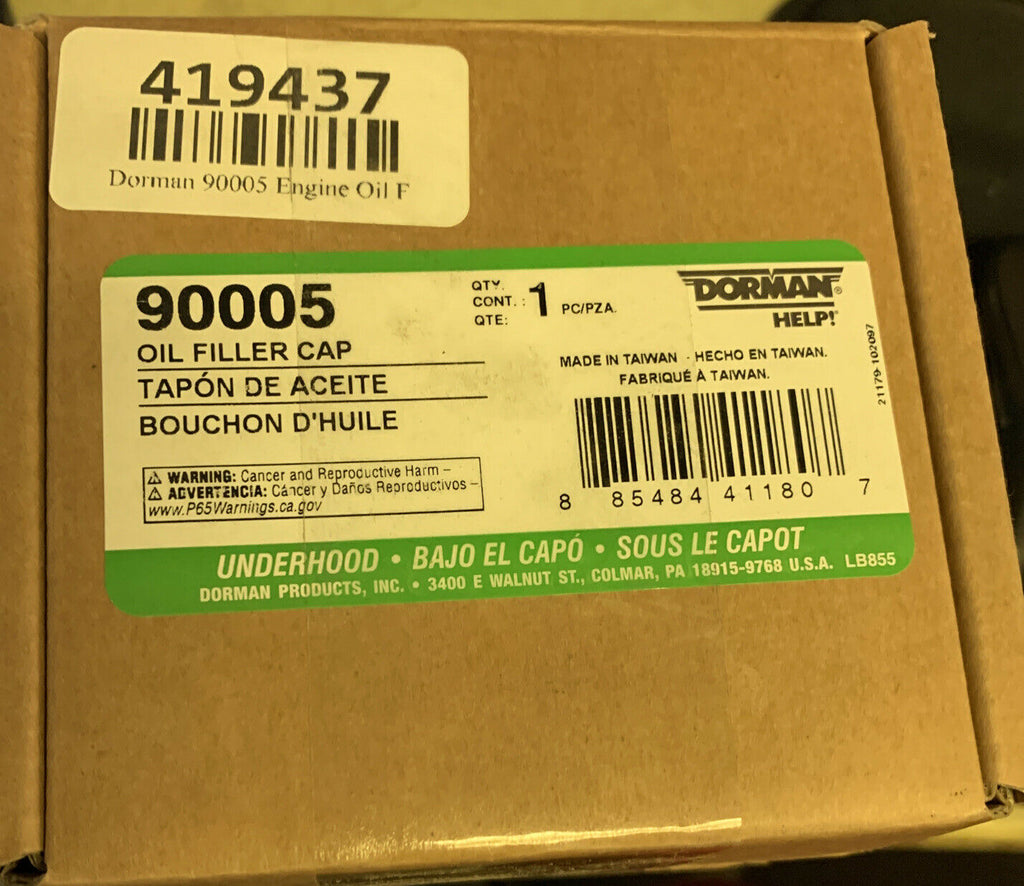 419437
Dorman 90005 Engine Oil F
90005
OIL FILLER CAP
TAPÓN DE ACEITE
BOUCHON D'HUILE
QTY.
CONT. : 1 PC/PZA.
QTE:
DORMAN®
HELP!®
MADE IN TAIWAN - HECHO EN TAIWAN.
FABRIQUÉ À TAIWAN.
21179-102097
8 85484 41180 7
⚠ WARNING: Cancer and Reproductive Harm –
⚠ ADVERTENCIA: Cáncer y Daños Reproductivos –
www.P65Warnings.ca.gov
UNDERHOOD • BAJO EL CAPÓ • SOUS LE CAPOT
DORMAN PRODUCTS, INC. • 3400 E WALNUT ST., COLMAR, PA 18915-9768 U.S.A. LB855